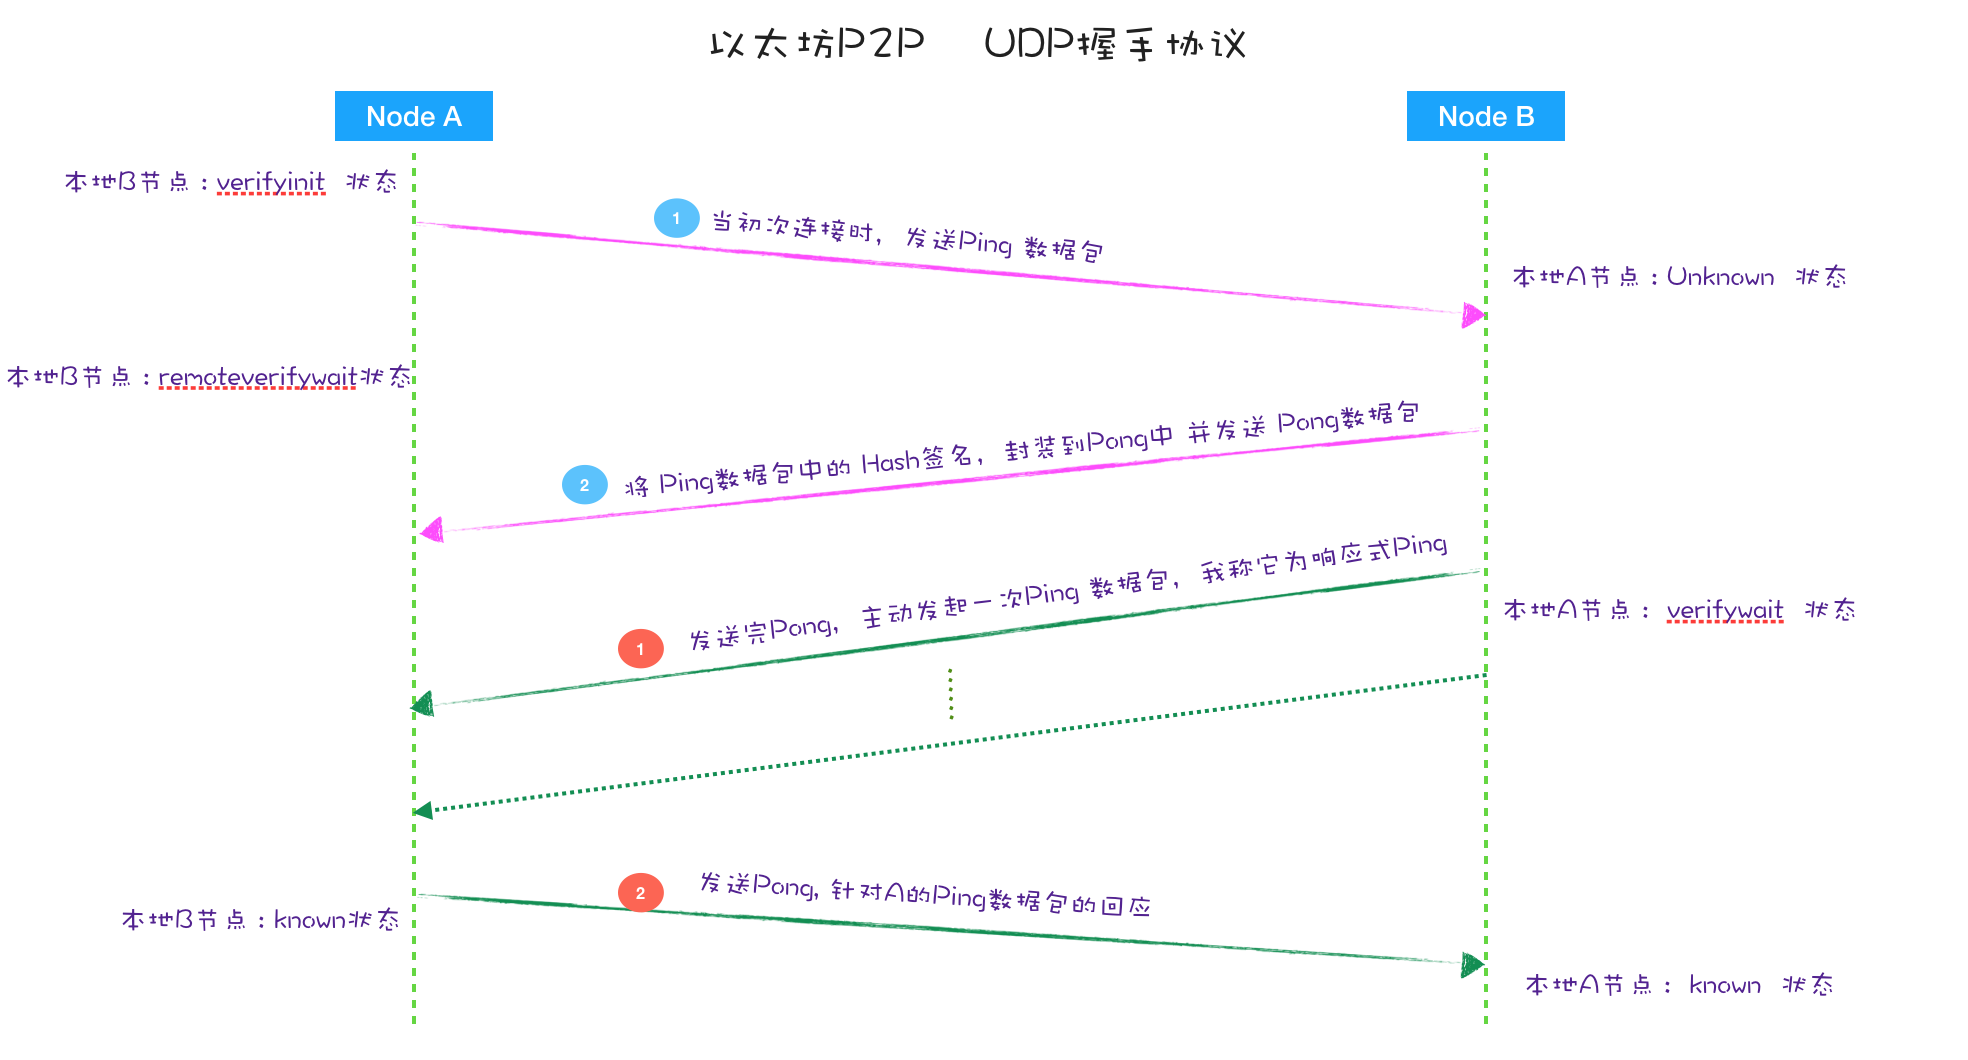 以太坊P2P UDP握手协议
Node A
Node B
本地B节点：verifyinit 状态
1
当初次连接时， 发送Ping 数据包
本地A节点：Unknown 状态
本地B节点：remoteverifywait状态
2
将 Ping数据包中的 Hash签名， 封装到Pong中 并发送 Pong数据包
发送完Pong， 主动发起一次Ping 数据包， 我称它为响应式Ping
1
本地A节点： verifywait 状态
2
发送Pong, 针对A的Ping数据包的回应
本地B节点：known状态
本地A节点： known 状态